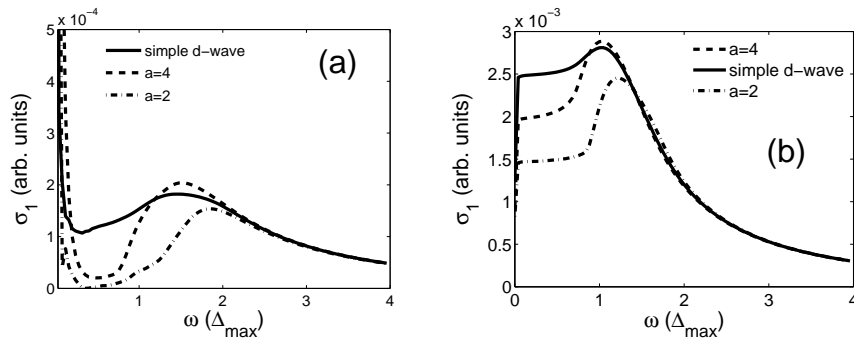 x 10⁻⁴
5
4
3
2
1
0
σ₁ (arb. units)
simple d−wave
a=4
a=2
(a)
1
2
3
4
ω (Δmax)
x 10⁻³
3
2.5
2
1.5
1
0.5
0
σ₁ (arb. units)
a=4
simple d−wave
a=2
(b)
0
1
2
3
4
ω (Δmax)